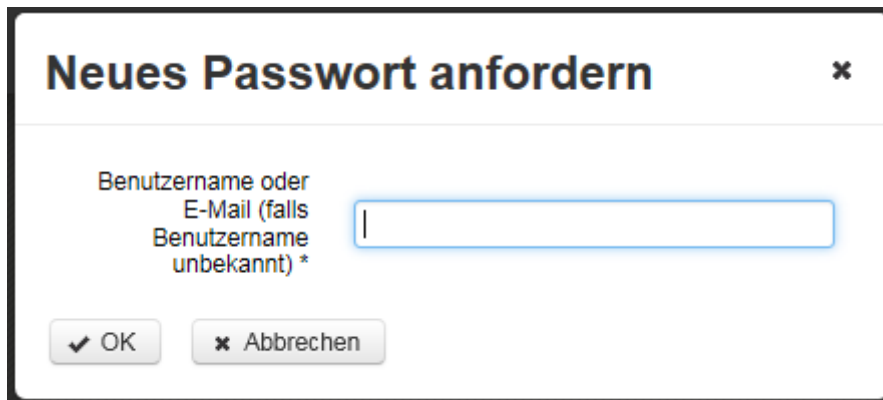 Neues Passwort anfordern
Benutzername oder
E-Mail (falls
Benutzername
unbekannt) *
OK
Abbrechen